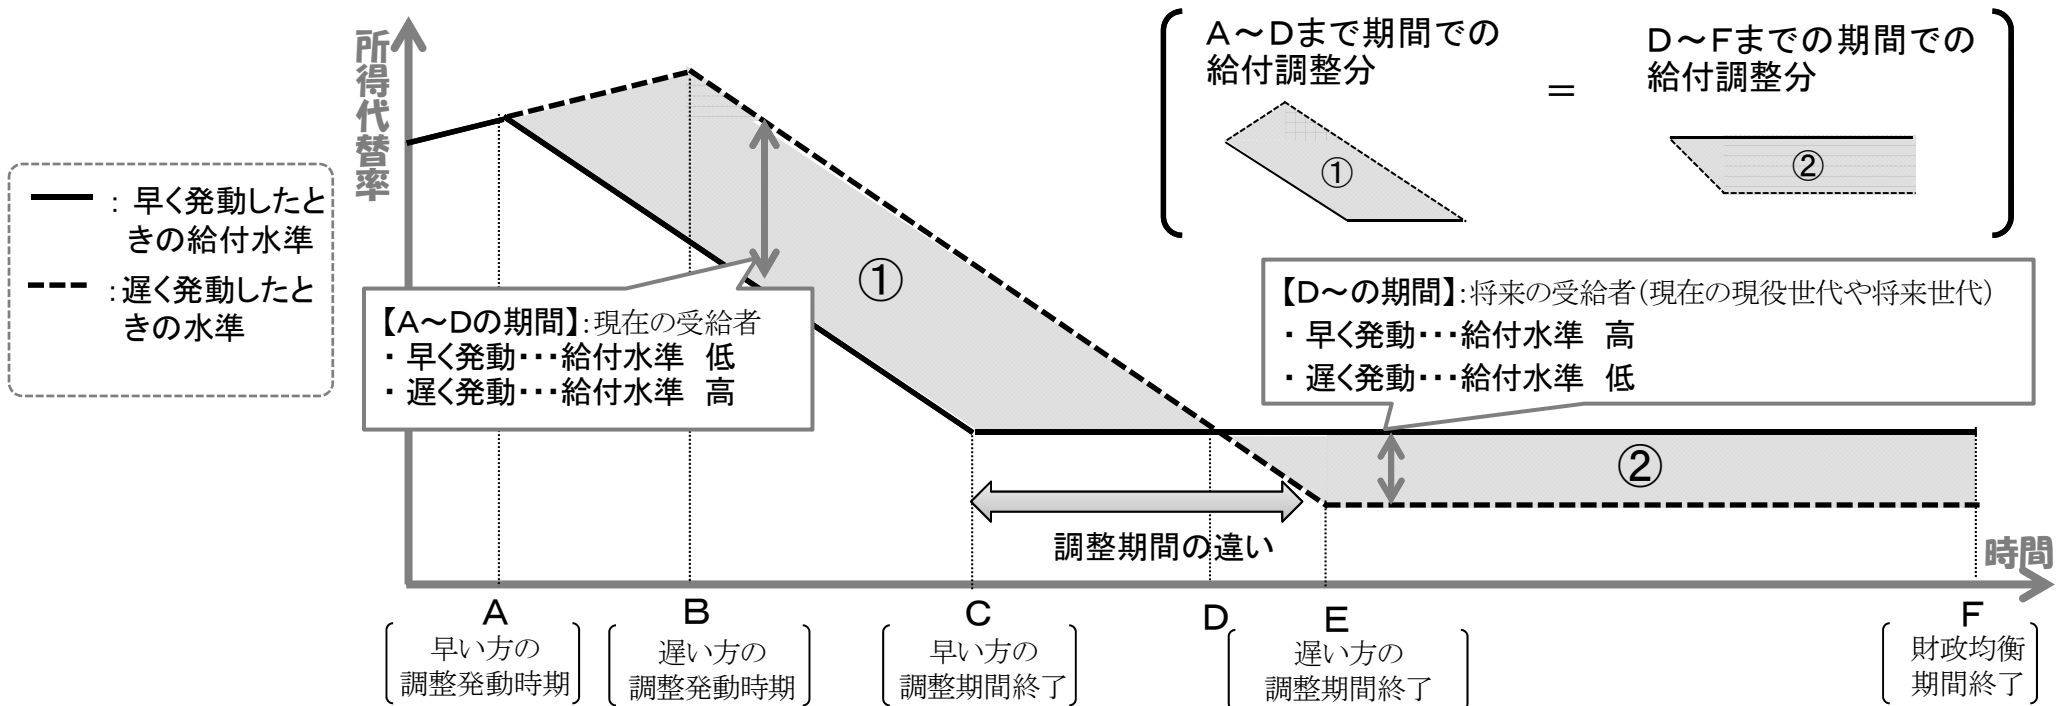 所得代替率
A～Dまで期間での
給付調整分
＝
D～Fまでの期間での
給付調整分
①
②
━━ ： 早く発動したと
きの給付水準
━ ━ ：遅く発動したと
きの水準
①
【A～Dの期間】：現在の受給者
・ 早く発動・・・給付水準 低
・ 遅く発動・・・給付水準 高
【D～の期間】：将来の受給者（現在の現役世代や将来世代）
・ 早く発動・・・給付水準 高
・ 遅く発動・・・給付水準 低
②
調整期間の違い
時間
A
早い方の
調整発動時期
B
遅い方の
調整発動時期
C
早い方の
調整期間終了
D
E
遅い方の
調整期間終了
F
財政均衡
期間終了